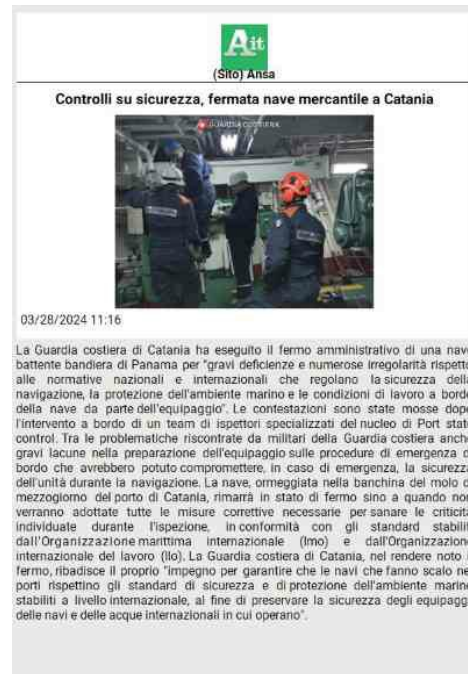 Ait
(Sito) Ansa
Controlli su sicurezza, fermata nave mercantile a Catania
GUARDIA COSTIERA
03/28/2024 11:16
La Guardia costiera di Catania ha eseguito il fermo amministrativo di una nave
battente bandiera di Panama per "gravi deficienze e numerose irregolarità rispetto
alle normative nazionali e internazionali che regolano la sicurezza della
navigazione, la protezione dell'ambiente marino e le condizioni di lavoro a bordo
della nave da parte dell'equipaggio". Le contestazioni sono state mosse dopo
l'intervento a bordo di un team di ispettori specializzati del nucleo di Port state
control. Tra le problematiche riscontrate da militari della Guardia costiera anche
gravi lacune nella preparazione dell'equipaggio sulle procedure di emergenza d
bordo che avrebbero potuto compromettere, in caso di emergenza, la sicurezza
dell'unità durante la navigazione. La nave, ormeggiata nella banchina del molo d
mezzogiorno del porto di Catania, rimarrà in stato di fermo sino a quando non
verranno adottate tutte le misure correttive necessarie per sanare le criticità
individuate durante l'ispezione, in conformità con gli standard stabilit
dall'Organizzazione marittima internazionale (Imo) e dall'Organizzazione
internazionale del lavoro (Ilo). La Guardia costiera di Catania, nel rendere noto i
fermo, ribadisce il proprio "impegno per garantire che le navi che fanno scalo nei
porti rispettino gli standard di sicurezza e di protezione dell'ambiente marino
stabiliti a livello internazionale, al fine di preservare la sicurezza degli equipaggi
delle navi e delle acque internazionali in cui operano".